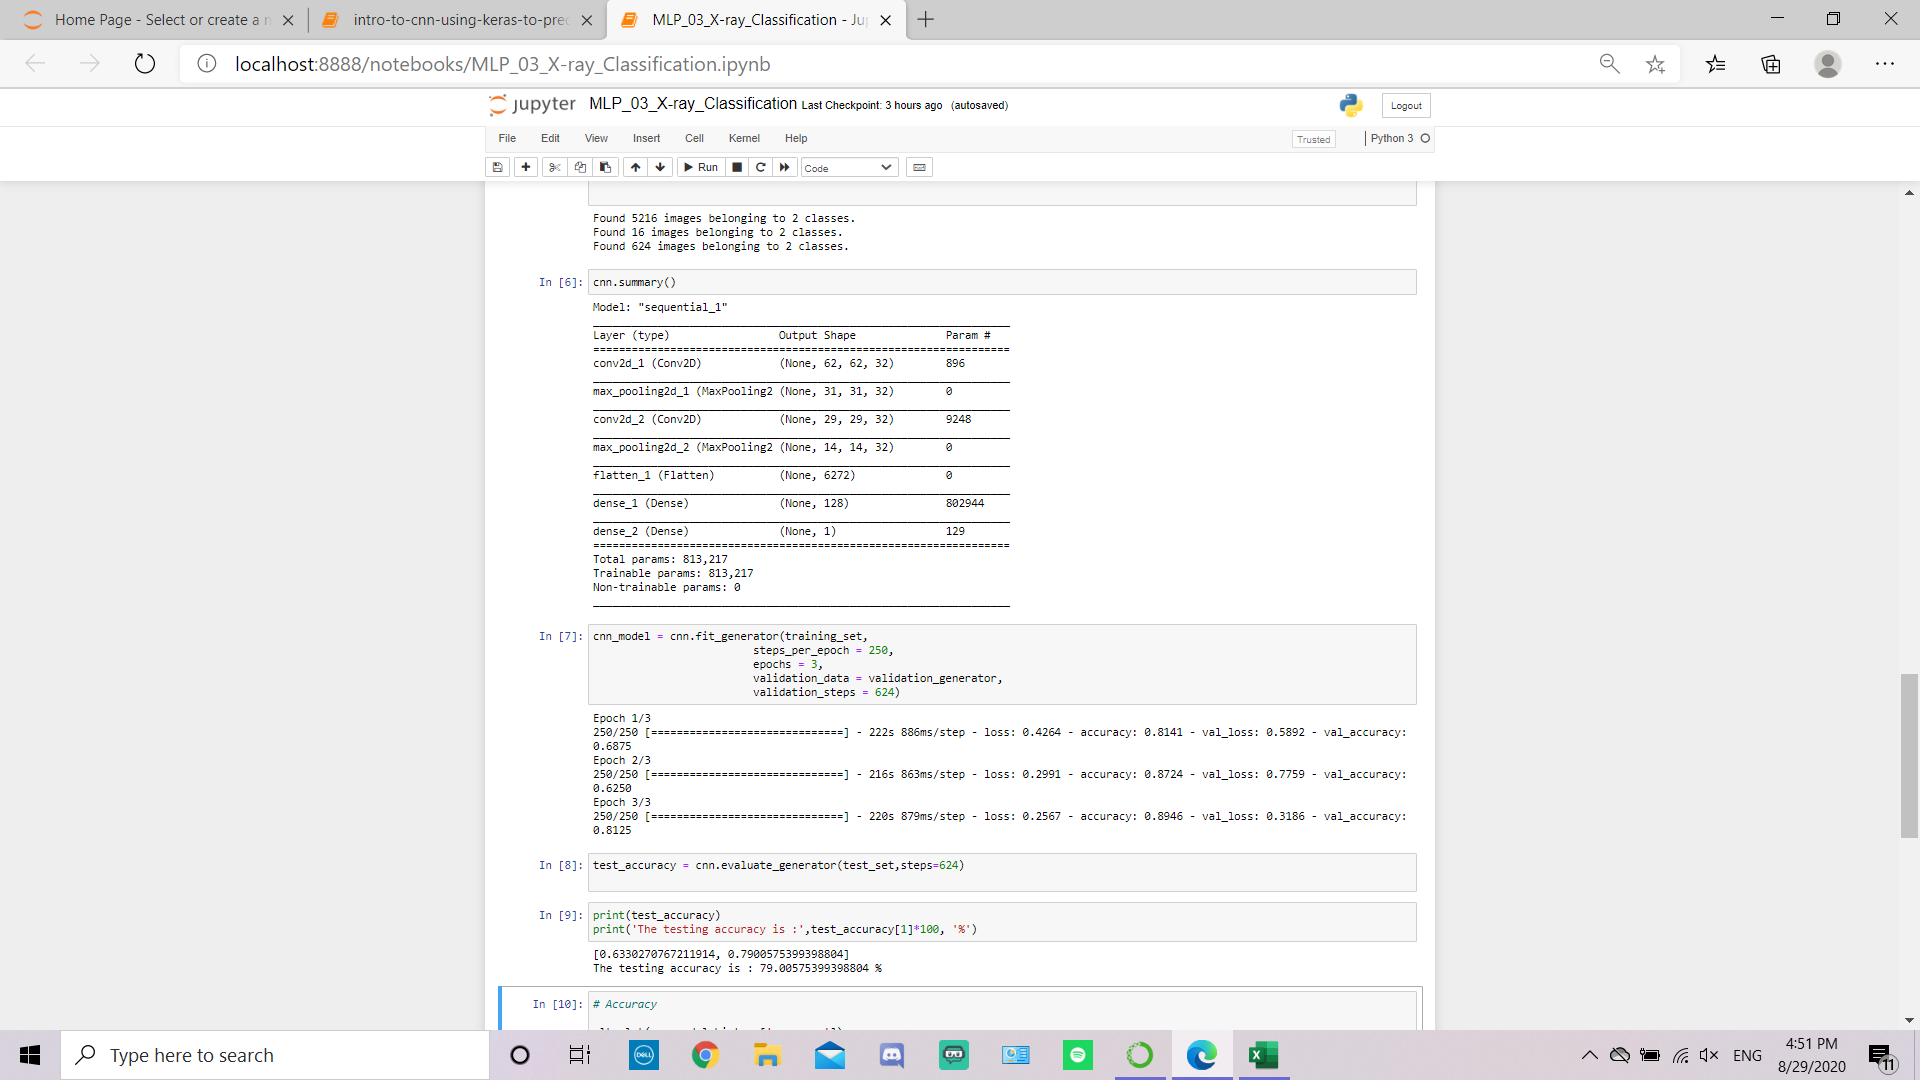 Home Page - Select or create a n
intro-to-cnn-using-keras-to-pred
MLP_03_X-ray_Classification - Ju
localhost:8888/notebooks/MLP_03_X-ray_Classification.ipynb
jupyter MLP_03_X-ray_Classification Last Checkpoint: 3 hours ago (autosaved)
Logout
File Edit View Insert Cell Kernel Help
Trusted
Python 3
Run
Code
Found 5216 images belonging to 2 classes.
Found 16 images belonging to 2 classes.
Found 624 images belonging to 2 classes.
In [6]: cnn.summary()
Model: "sequential_1"
Layer (type) Output Shape Param #
=================================================================
conv2d_1 (Conv2D) (None, 62, 62, 32) 896
max_pooling2d_1 (MaxPooling2 (None, 31, 31, 32) 0
conv2d_2 (Conv2D) (None, 29, 29, 32) 9248
max_pooling2d_2 (MaxPooling2 (None, 14, 14, 32) 0
flatten_1 (Flatten) (None, 6272) 0
dense_1 (Dense) (None, 128) 802944
dense_2 (Dense) (None, 1) 129
=================================================================
Total params: 813,217
Trainable params: 813,217
Non-trainable params: 0
In [7]: cnn_model = cnn.fit_generator(training_set,
steps_per_epoch = 250,
epochs = 3,
validation_data = validation_generator,
validation_steps = 624)
Epoch 1/3
250/250 [==============================] - 222s 886ms/step - loss: 0.4264 - accuracy: 0.8141 - val_loss: 0.5892 - val_accuracy:
0.6875
Epoch 2/3
250/250 [==============================] - 216s 863ms/step - loss: 0.2991 - accuracy: 0.8724 - val_loss: 0.7759 - val_accuracy:
0.6250
Epoch 3/3
250/250 [==============================] - 220s 879ms/step - loss: 0.2567 - accuracy: 0.8946 - val_loss: 0.3186 - val_accuracy:
0.8125
In [8]: test_accuracy = cnn.evaluate_generator(test_set,steps=624)
In [9]: print(test_accuracy)
print('The testing accuracy is :',test_accuracy[1]*100, '%')
[0.6330270767211914, 0.7900575399398804]
The testing accuracy is : 79.00575399398804 %
In [10]: # Accuracy
Type here to search
DELL
ENG
4:51 PM
8/29/2020
11